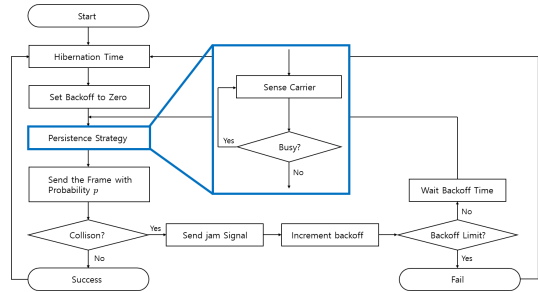 Start
Hibernation Time
Set Backoff to Zero
Persistence Strategy
Sense Carrier
Yes
Busy?
No
Send the Frame with
Probability p
Wait Backoff Time
No
Collison?
Yes
Send jam Signal
Increment backoff
Backoff Limit?
No
Yes
Success
Fail